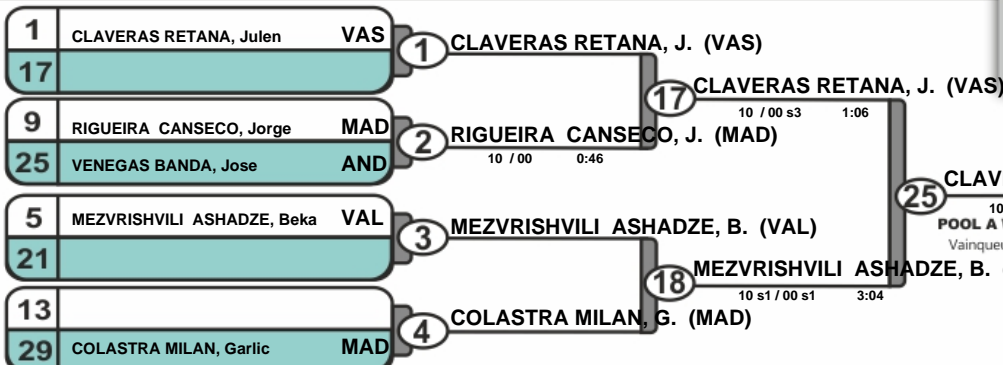 1 CLAVERAS RETANA, Julen VAS
17
1 CLAVERAS RETANA, J. (VAS)
9 RIGUEIRA CANSECO, Jorge MAD
25 VENEGAS BANDA, Jose AND
2 RIGUEIRA CANSECO, J. (MAD)
10 / 00 0:46
17 CLAVERAS RETANA, J. (VAS)
10 / 00 s3 1:06
5 MEZVRISHVILI ASHADZE, Beka VAL
21
3 MEZVRISHVILI ASHADZE, B. (VAL)
13
29 COLASTRA MILAN, Garlic MAD
4 COLASTRA MILAN, G. (MAD)
18 MEZVRISHVILI ASHADZE, B.
10 s1 / 00 s1 3:04
25 CLAV
10
POOL A
Vainqueu